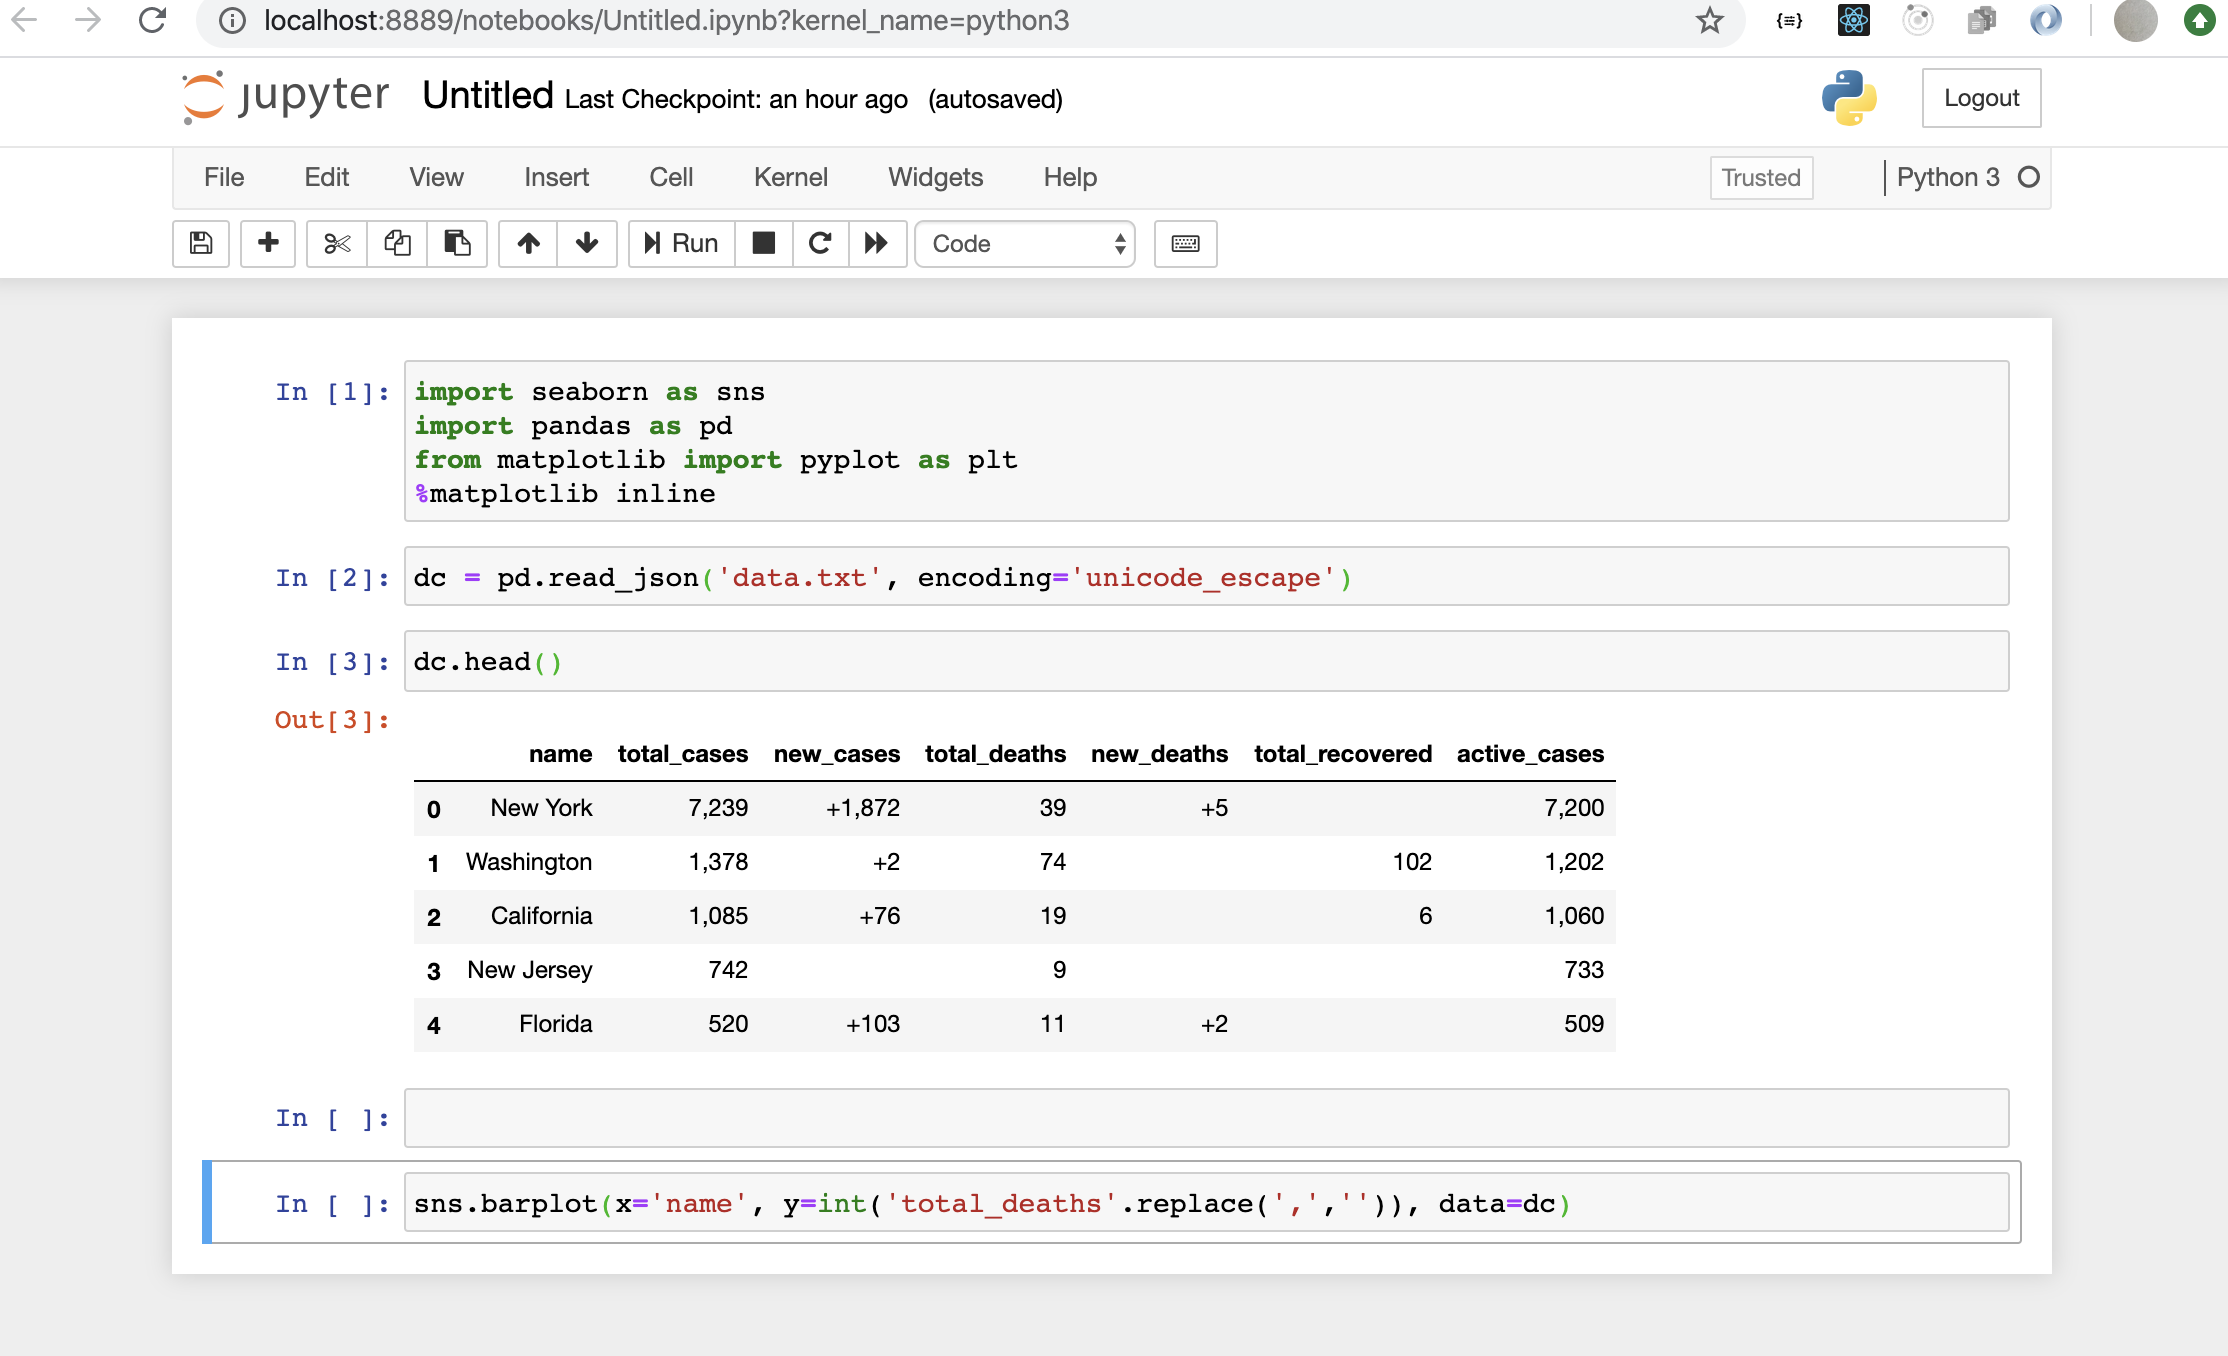 localhost:8889/notebooks/Untitled.ipynb?kernel_name=python3
jupyter Untitled Last Checkpoint: an hour ago (autosaved) Logout
File Edit View Insert Cell Kernel Widgets Help Trusted Python 3
Run Code
In [1]: import seaborn as sns
import pandas as pd
from matplotlib import pyplot as plt
%matplotlib inline
In [2]: dc = pd.read_json('data.txt', encoding='unicode_escape')
In [3]: dc.head()
Out[3]:
name total_cases new_cases total_deaths new_deaths total_recovered active_cases
0 New York 7,239 +1,872 39 +5 7,200
1 Washington 1,378 +2 74 102 1,202
2 California 1,085 +76 19 6 1,060
3 New Jersey 742 9 733
4 Florida 520 +103 11 +2 509
In [ ]:
In [ ]: sns.barplot(x='name', y=int('total_deaths'.replace(',','')), data=dc)